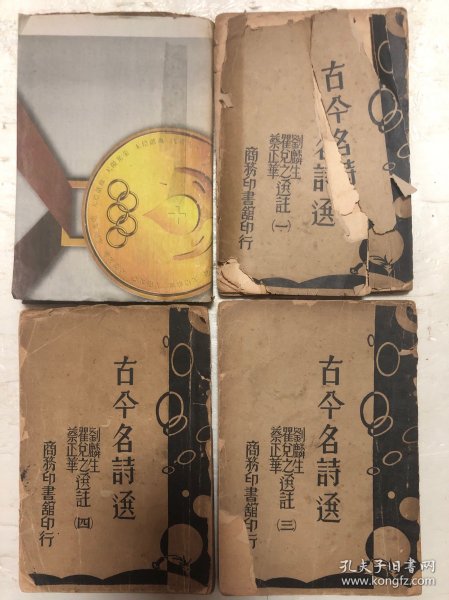 古今名詩選
劉麟生
瞿兌之選註(一)
蔡正華
商務印書館印行
古今名詩選
劉麟生
瞿兌之選註(四)
蔡正華
商務印書館印行
古今名詩選
劉麟生
瞿兌之選註(三)
蔡正華
商務印書館印行
孔夫子旧书网
www.kongfz.com